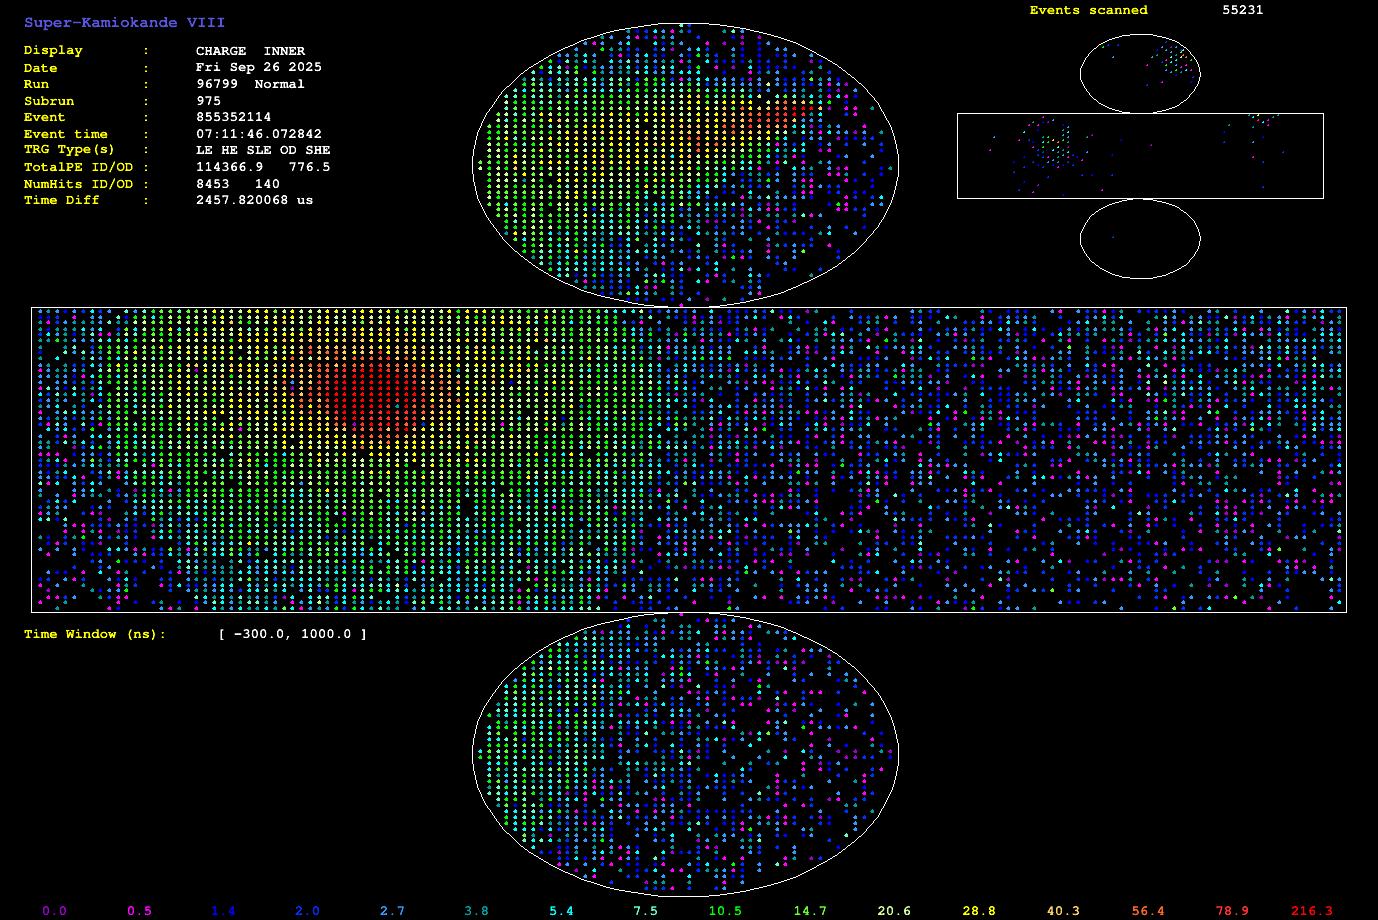 Super-Kamiokande VIII
Display : CHARGE INNER
Date : Fri Sep 26 2025
Run : 96799 Normal
Subrun : 975
Event : 855352114
Event time : 07:11:46.072842
TRG Type(s) : LE HE SLE OD SHE
TotalPE ID/OD : 114366.9 776.5
NumHits ID/OD : 8453 140
Time Diff : 2457.820068 us
Events scanned 55231
Time Window (ns): [ -300.0, 1000.0 ]
0.0 0.5 1.4 2.0 2.7 3.8 5.4 7.5 10.5 14.7 20.6 28.8 40.3 56.4 78.9 216.3